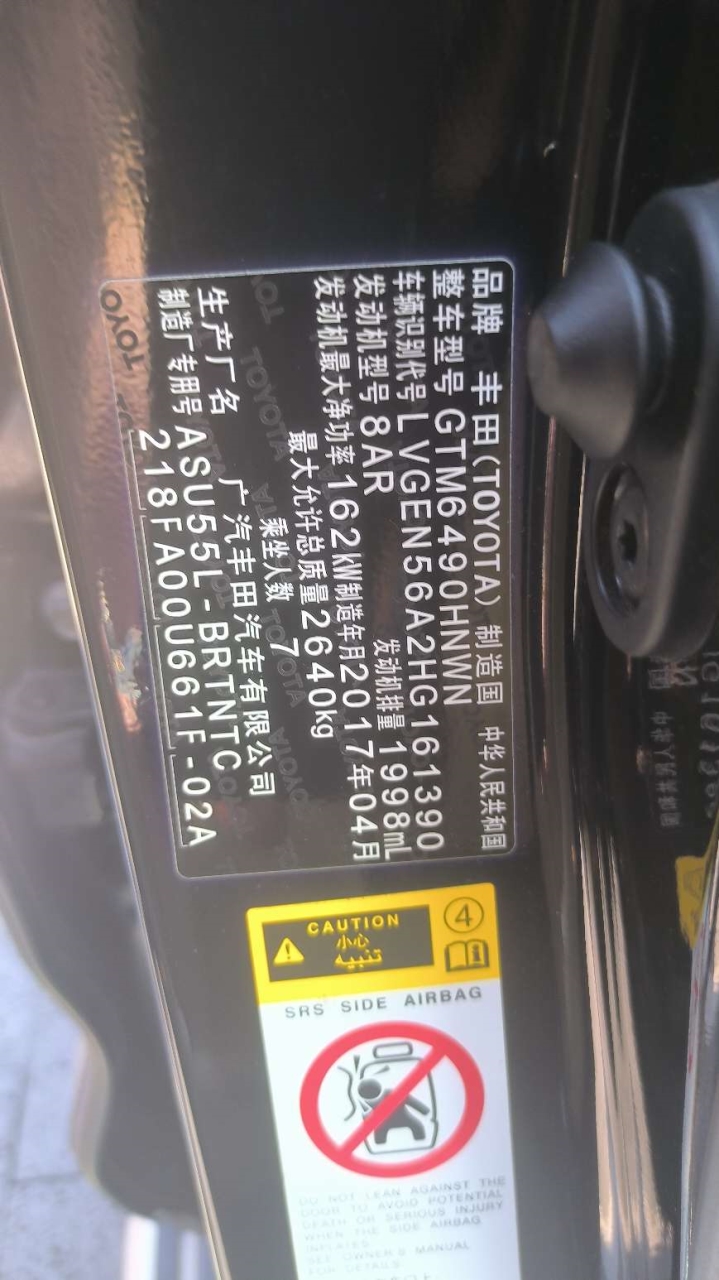 品牌 丰田(TOYOTA) 制造国 中华人民共和国
整车型号 GTM6490HNWN
车辆识别代号 LVGEN56A2HG161390
发动机型号 8AR 发动机排量 1998mL
发动机最大净功率 162kW 制造年月 2017年04月
最大允许总质量 2640kg
乘坐人数 7
生产厂名 广汽丰田汽车有限公司
制造厂专用号 ASU55L-BRTNTC
218FA00U661F-02A
CAUTION
小心
تنبيه
4
SRS SIDE AIRBAG
DO NOT LEAN AGAINST THE
DOOR TO AVOID POTENTIAL
DEATH OR SERIOUS INJURY
WHEN THE SIDE AIRBAG
INFLATES.
SEE OWNER'S MANUAL
FOR DETAILS.